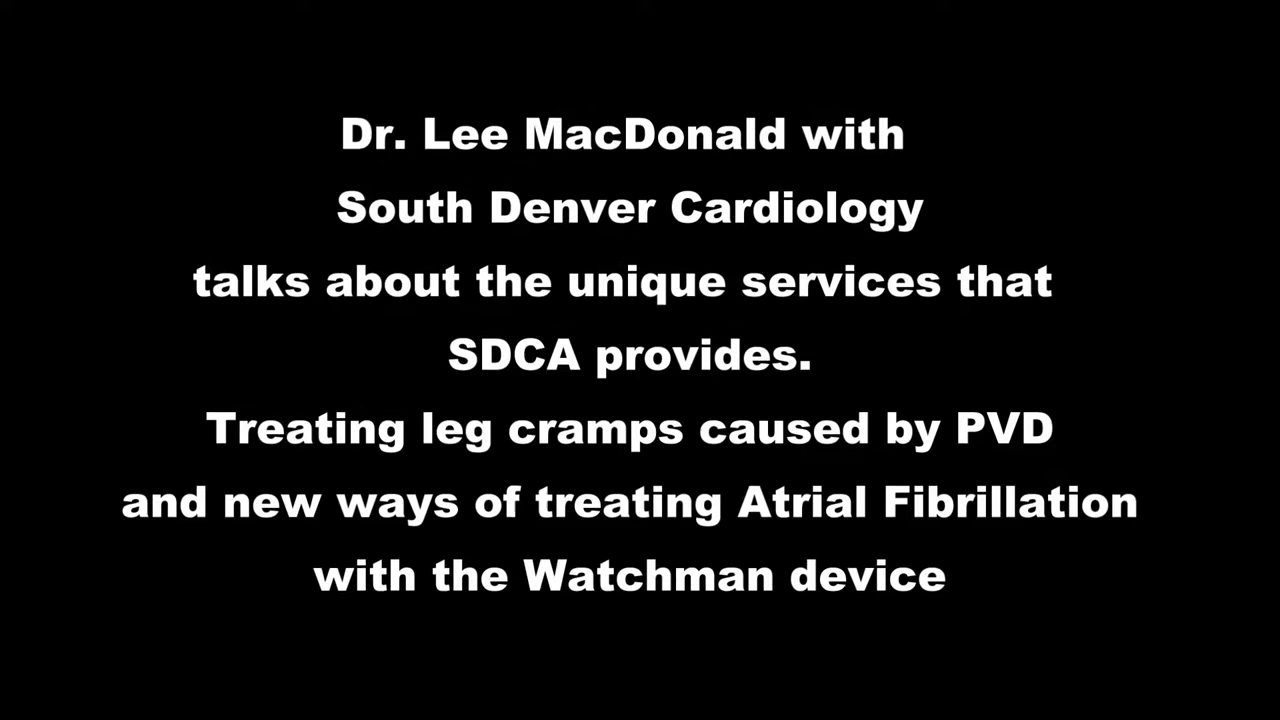 Dr. Lee MacDonald with
South Denver Cardiology
talks about the unique services that
SDCA provides.
Treating leg cramps caused by PVD
and new ways of treating Atrial Fibrillation
with the Watchman device